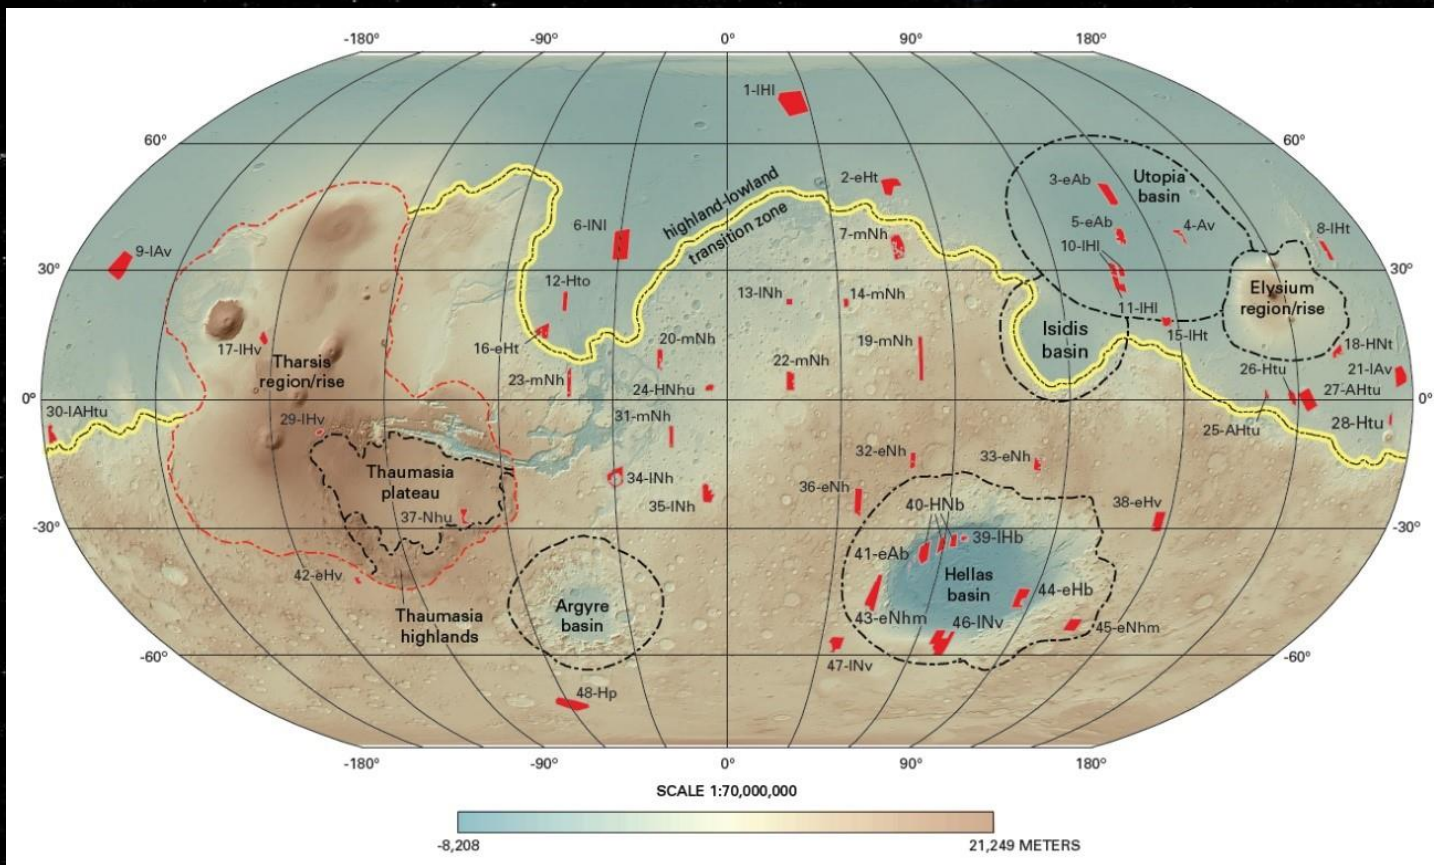 -180°
-90°
0°
90°
180°
1-lHl
60°
60°
2-eHt
3-eAb
Utopia
basin
highland-lowland
transition zone
6-lNl
7-mNh
5-eAb
4-Av
8-lHt
10-lHl
9-lAv
30°
30°
12-Hto
13-lNh
14-mNh
11-lHl
Elysium
region/rise
15-lHt
Isidis
basin
17-lHv
16-eHt
20-mNh
19-mNh
18-HNt
Tharsis
region/rise
22-mNh
26-Htu
21-lAv
23-mNh
24-HNhu
27-AHtu
0°
0°
30-lAHtu
29-lHv
31-mNh
25-AHtu
28-Htu
Thaumasia
plateau
32-eNh
33-eNh
34-lNh
36-eNh
35-lNh
38-eHv
40-HNb
37-Nhu
-30°
-30°
39-lHb
41-eAb
42-eHv
Hellas
basin
44-eHb
Argyre
basin
Thaumasia
highlands
43-eNhm
46-lNv
45-eNhm
-60°
-60°
47-lNv
48-Hp
-180°
-90°
0°
90°
180°
SCALE 1:70,000,000
-8,208
21,249 METERS